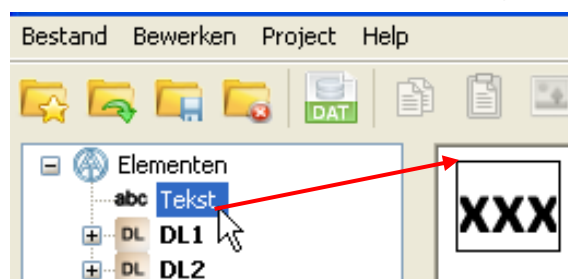 Bestand Bewerken Project Help
DAT
Elementen
abc Tekst
DL DL1
DL DL2
XXX